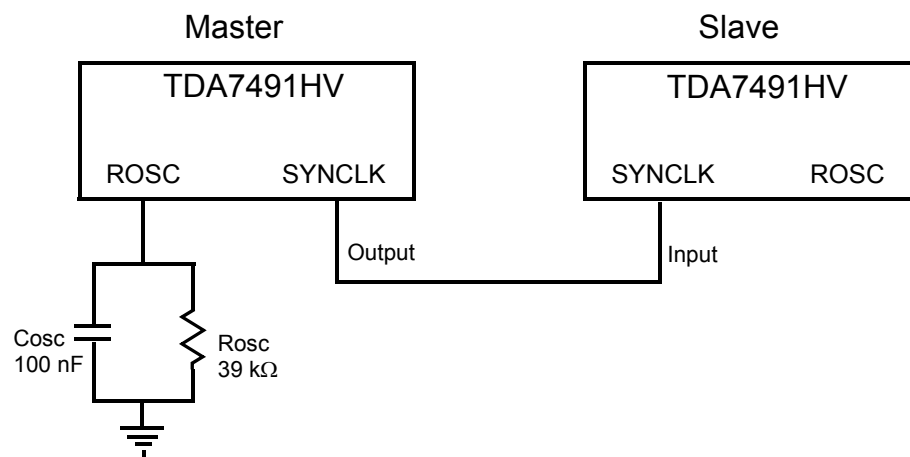 Master
Slave
TDA7491HV
TDA7491HV
ROSC
SYNCLK
SYNCLK
ROSC
Output
Input
Cosc
100 nF
Rosc
39 kΩ